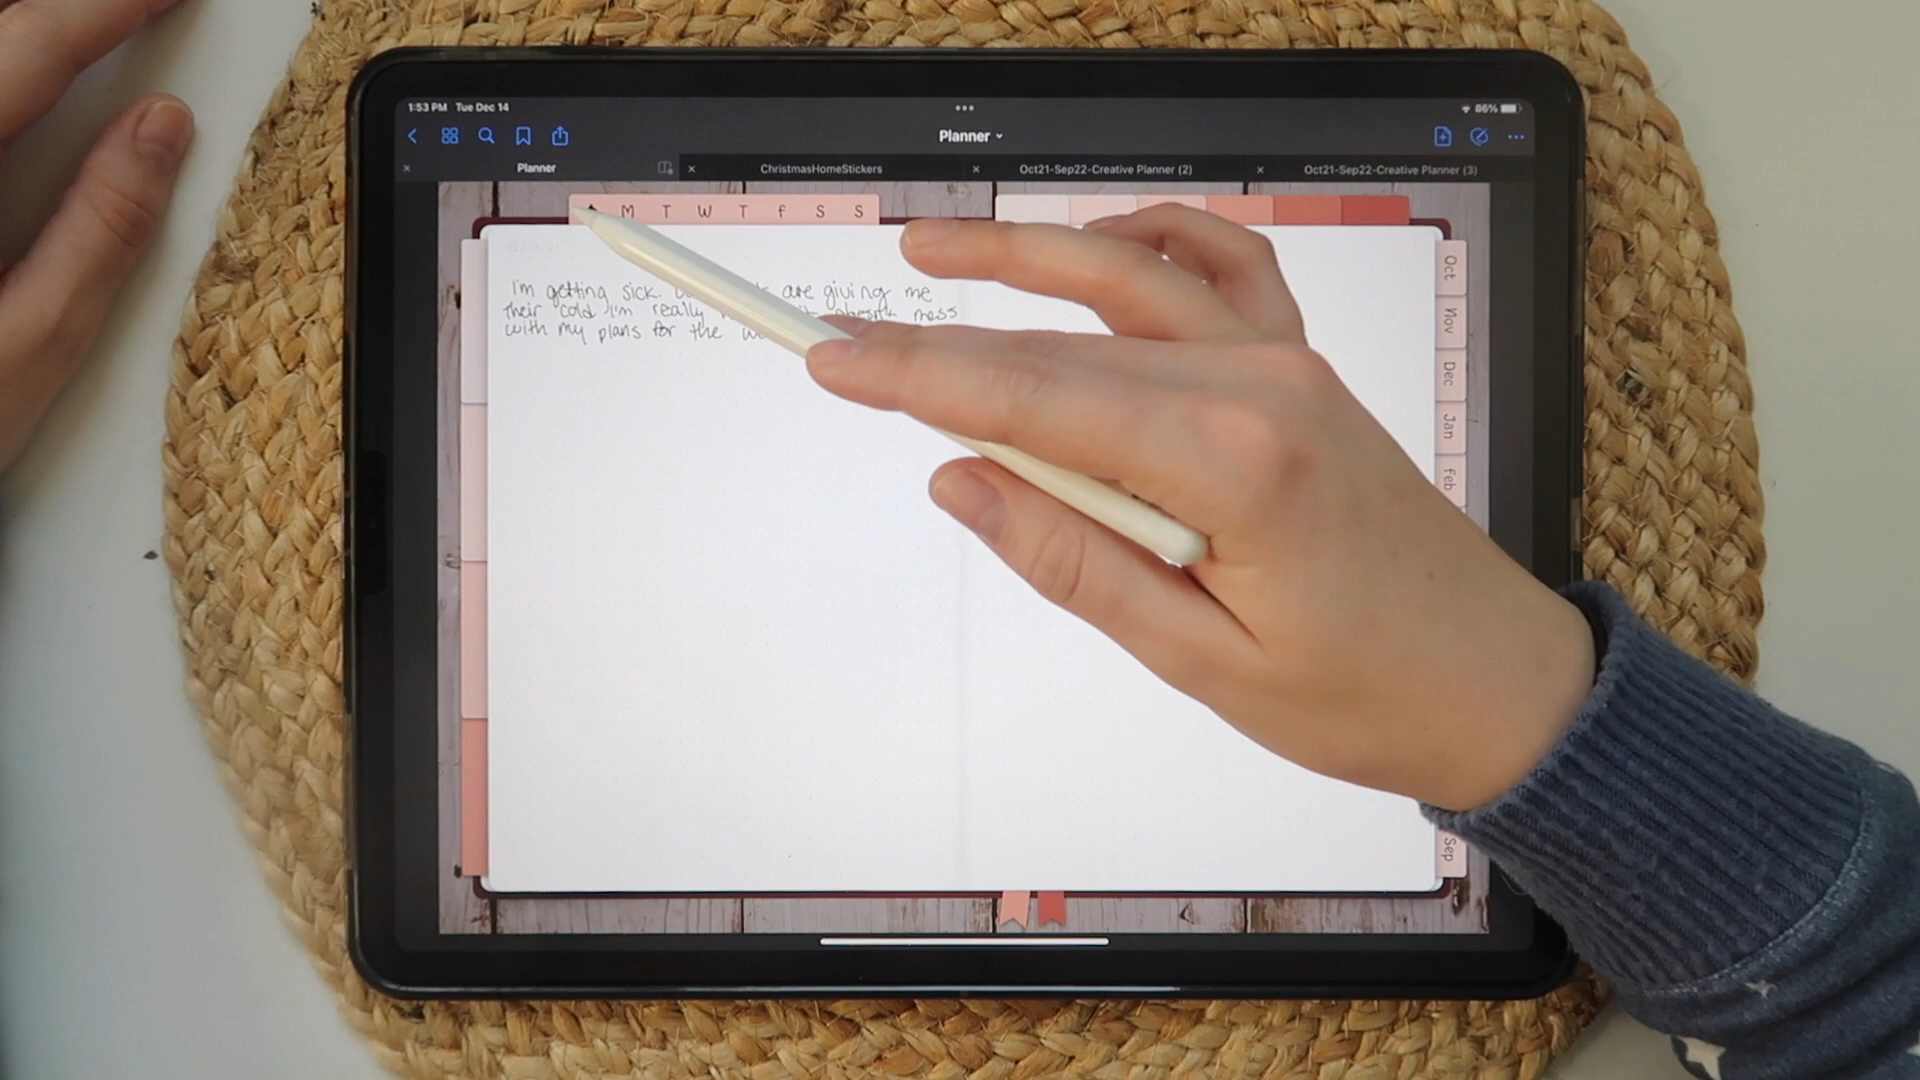 1:53 PM Tue Dec 14
86%
Planner
Planner
ChristmasHomeStickers
Oct21-Sep22-Creative Planner (2)
Oct21-Sep22-Creative Planner (3)
M T W T F S S
I'm getting sick. are giving me
their cold I'm really doesn't mess
with my plans for the
Oct
Nov
Dec
Jan
Feb
Sep